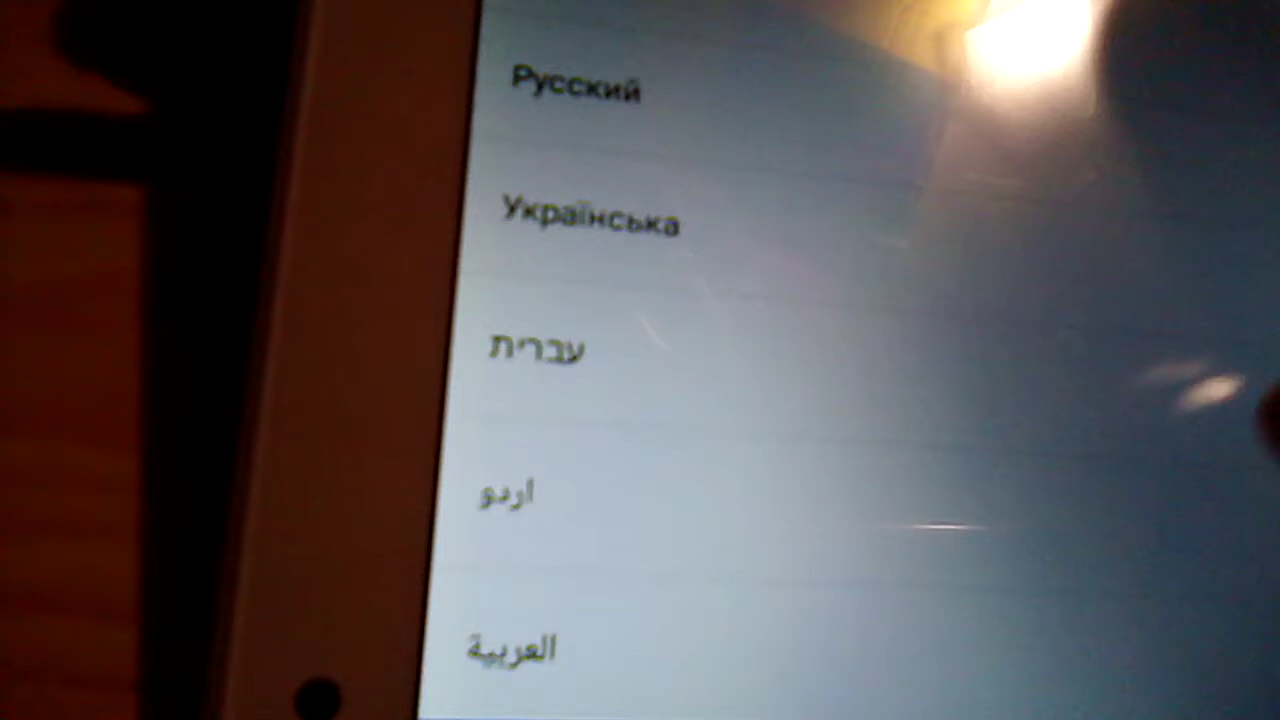 Русский
Українська
עברית
اردو
العربية